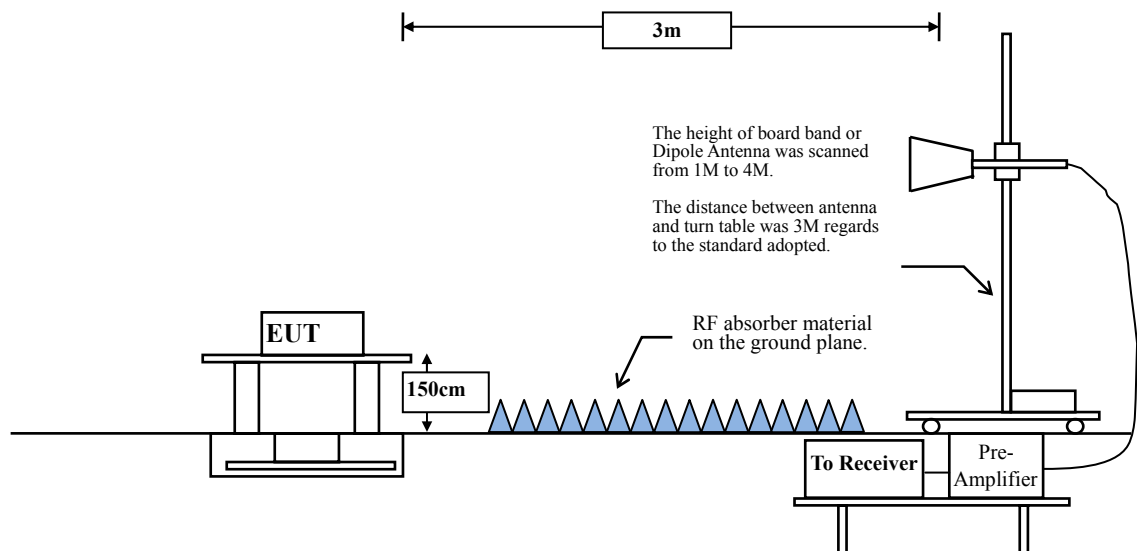 3m
The height of board band or
Dipole Antenna was scanned
from 1M to 4M.
The distance between antenna
and turn table was 3M regards
to the standard adopted.
EUT
RF absorber material
on the ground plane.
150cm
To Receiver
Pre-
Amplifier